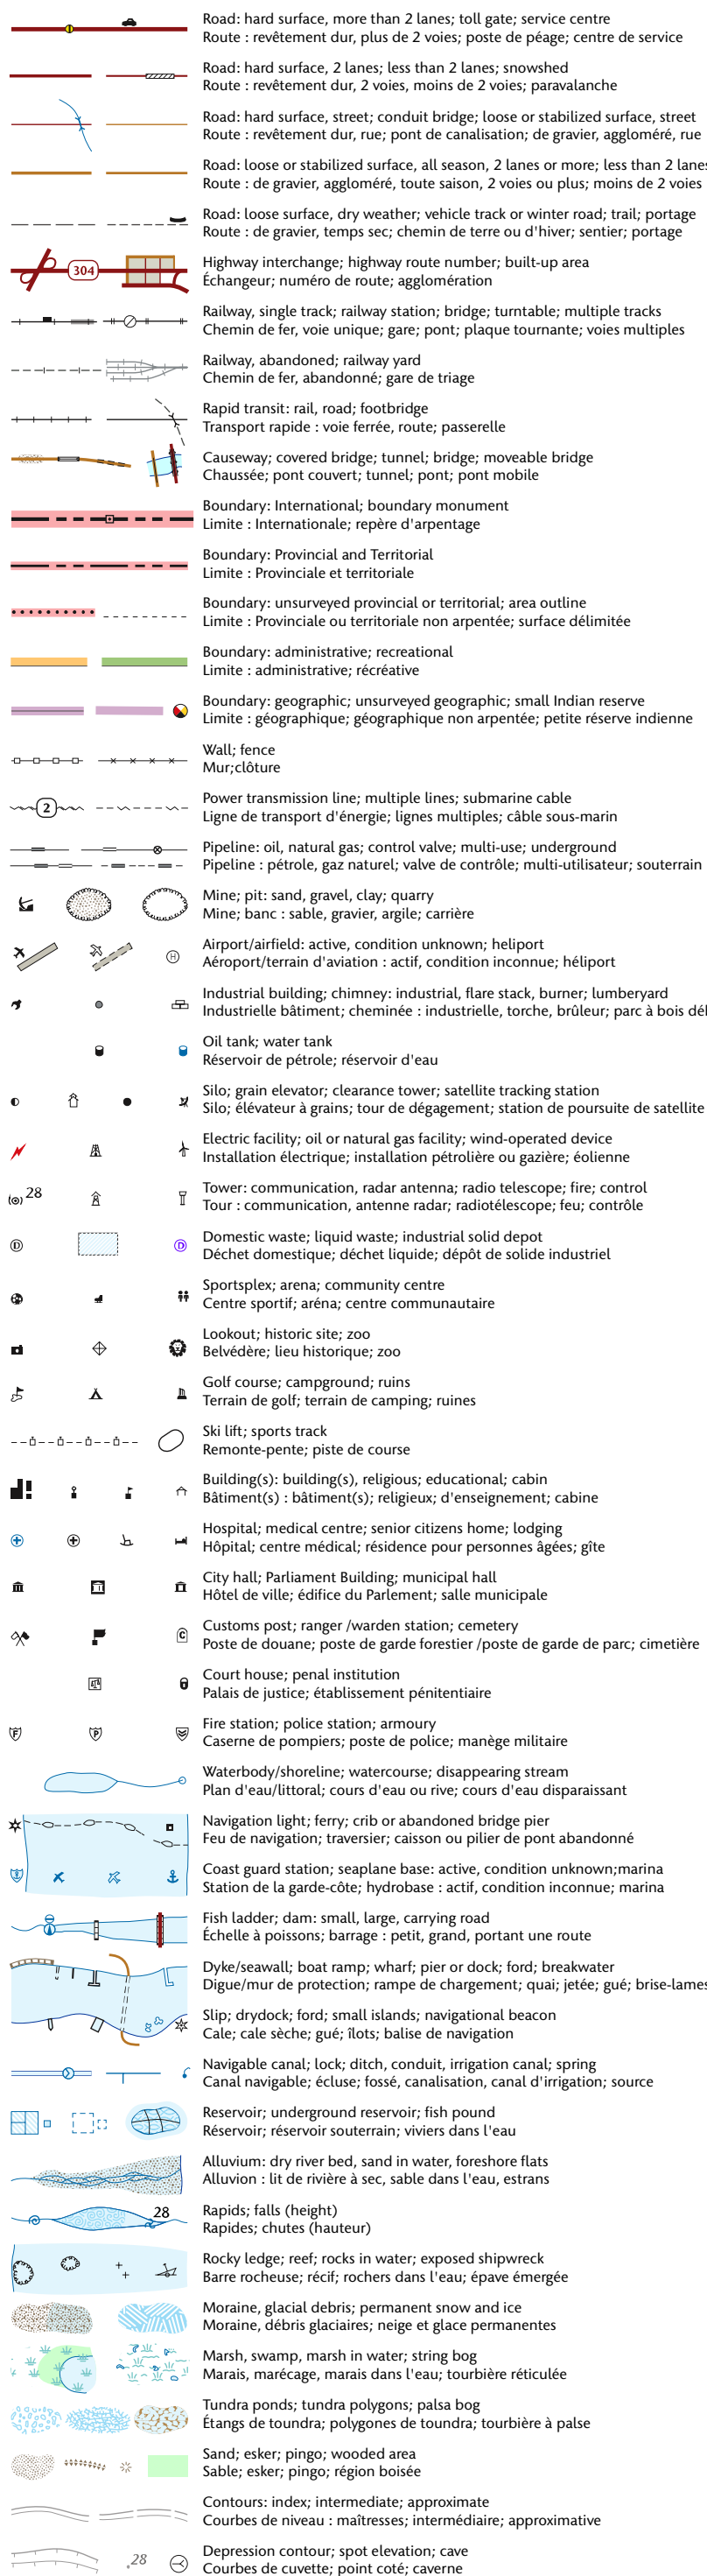 Road: hard surface, more than 2 lanes; toll gate; service centre
Route : revêtement dur, plus de 2 voies; poste de péage; centre de service
Road: hard surface, 2 lanes; less than 2 lanes; snowshed
Route : revêtement dur, 2 voies, moins de 2 voies; paravalanche
Road: hard surface, street; conduit bridge; loose or stabilized surface, street
Route : revêtement dur, rue; pont de canalisation; de gravier, aggloméré, rue
Road: loose or stabilized surface, all season, 2 lanes or more; less than 2 lanes
Route : de gravier, aggloméré, toute saison, 2 voies ou plus; moins de 2 voies
Road: loose surface, dry weather; vehicle track or winter road; trail; portage
Route : de gravier, temps sec; chemin de terre ou d'hiver; sentier; portage
304
Highway interchange; highway route number; built-up area
Échangeur; numéro de route; agglomération
Railway, single track; railway station; bridge; turntable; multiple tracks
Chemin de fer, voie unique; gare; pont; plaque tournante; voies multiples
Railway, abandoned; railway yard
Chemin de fer, abandonné; gare de triage
Rapid transit: rail, road; footbridge
Transport rapide : voie ferrée, route; passerelle
Causeway; covered bridge; tunnel; bridge; moveable bridge
Chaussée; pont couvert; tunnel; pont; pont mobile
Boundary: International; boundary monument
Limite : Internationale; repère d'arpentage
Boundary: Provincial and Territorial
Limite : Provinciale et territoriale
Boundary: unsurveyed provincial or territorial; area outline
Limite : Provinciale ou territoriale non arpentée; surface délimitée
Boundary: administrative; recreational
Limite : administrative; récréative
Boundary: geographic; unsurveyed geographic; small Indian reserve
Limite : géographique; géographique non arpentée; petite réserve indienne
Wall; fence
Mur;clôture
2
Power transmission line; multiple lines; submarine cable
Ligne de transport d'énergie; lignes multiples; câble sous-marin
Pipeline: oil, natural gas; control valve; multi-use; underground
Pipeline : pétrole, gaz naturel; valve de contrôle; multi-utilisateur; souterrain
Mine; pit: sand, gravel, clay; quarry
Mine; banc : sable, gravier, argile; carrière
H
Airport/airfield: active, condition unknown; heliport
Aéroport/terrain d'aviation : actif, condition inconnue; héliport
Industrial building; chimney: industrial, flare stack, burner; lumberyard
Industrielle bâtiment; cheminée : industrielle, torche, brûleur; parc à bois dé
Oil tank; water tank
Réservoir de pétrole; réservoir d'eau
Silo; grain elevator; clearance tower; satellite tracking station
Silo; élévateur à grains; tour de dégagement; station de poursuite de satellite
Electric facility; oil or natural gas facility; wind-operated device
Installation électrique; installation pétrolière ou gazière; éolienne
28
Tower: communication, radar antenna; radio telescope; fire; control
Tour : communication, antenne radar; radiotélescope; feu; contrôle
D D
Domestic waste; liquid waste; industrial solid depot
Déchet domestique; déchet liquide; dépôt de solide industriel
Sportsplex; arena; community centre
Centre sportif; aréna; centre communautaire
Lookout; historic site; zoo
Belvédère; lieu historique; zoo
Golf course; campground; ruins
Terrain de golf; terrain de camping; ruines
Ski lift; sports track
Remonte-pente; piste de course
Building(s): building(s), religious; educational; cabin
Bâtiment(s) : bâtiment(s); religieux; d'enseignement; cabine
Hospital; medical centre; senior citizens home; lodging
Hôpital; centre médical; résidence pour personnes âgées; gîte
City hall; Parliament Building; municipal hall
Hôtel de ville; édifice du Parlement; salle municipale
C
Customs post; ranger /warden station; cemetery
Poste de douane; poste de garde forestier /poste de garde de parc; cimetière
Court house; penal institution
Palais de justice; établissement pénitentiaire
F P
Fire station; police station; armoury
Caserne de pompiers; poste de police; manège militaire
Waterbody/shoreline; watercourse; disappearing stream
Plan d'eau/littoral; cours d'eau ou rive; cours d'eau disparaissant
Navigation light; ferry; crib or abandoned bridge pier
Feu de navigation; traversier; caisson ou pilier de pont abandonné
Coast guard station; seaplane base: active, condition unknown;marina
Station de la garde-côte; hydrobase : actif, condition inconnue; marina
Fish ladder; dam: small, large, carrying road
Échelle à poissons; barrage : petit, grand, portant une route
Dyke/seawall; boat ramp; wharf; pier or dock; ford; breakwater
Digue/mur de protection; rampe de chargement; quai; jetée; gué; brise-lames
Slip; drydock; ford; small islands; navigational beacon
Cale; cale sèche; gué; îlots; balise de navigation
Navigable canal; lock; ditch, conduit, irrigation canal; spring
Canal navigable; écluse; fossé, canalisation, canal d'irrigation; source
Reservoir; underground reservoir; fish pound
Réservoir; réservoir souterrain; viviers dans l'eau
Alluvium: dry river bed, sand in water, foreshore flats
Alluvion : lit de rivière à sec, sable dans l'eau, estrans
28
Rapids; falls (height)
Rapides; chutes (hauteur)
Rocky ledge; reef; rocks in water; exposed shipwreck
Barre rocheuse; récif; rochers dans l'eau; épave émergée
Moraine, glacial debris; permanent snow and ice
Moraine, débris glaciaires; neige et glace permanentes
Marsh, swamp, marsh in water; string bog
Marais, marécage, marais dans l'eau; tourbière réticulée
Tundra ponds; tundra polygons; palsa bog
Étangs de toundra; polygones de toundra; tourbière à palse
Sand; esker; pingo; wooded area
Sable; esker; pingo; région boisée
Contours: index; intermediate; approximate
Courbes de niveau : maîtresses; intermédiaire; approximative
.28
Depression contour; spot elevation; cave
Courbes de cuvette; point coté; caverne